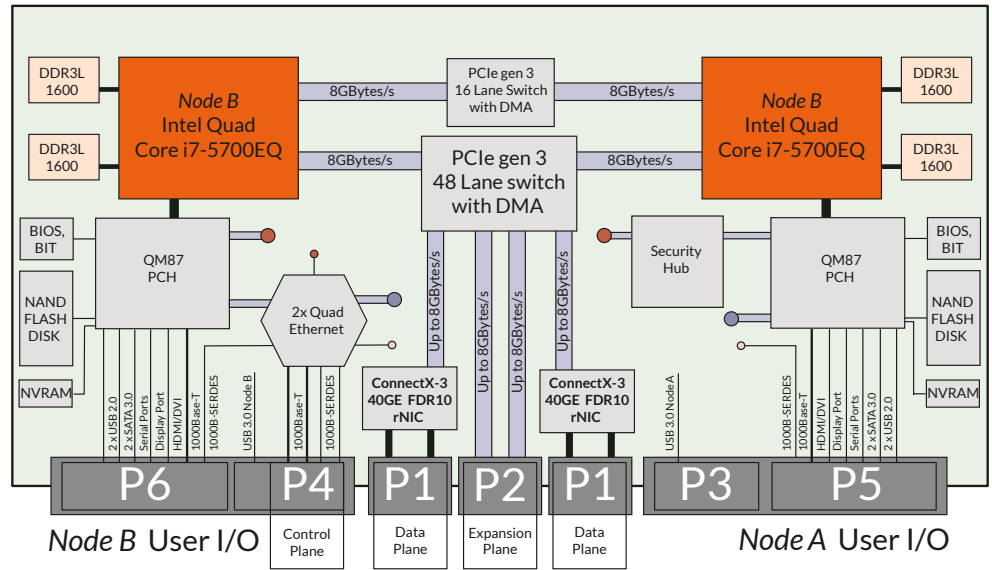 DDR3L
1600
DDR3L
1600
Node B
Intel Quad
Core i7-5700EQ
8GBytes/s
PCIe gen 3
16 Lane Switch
with DMA
8GBytes/s
8GBytes/s
PCIe gen 3
48 Lane switch
with DMA
8GBytes/s
Node B
Intel Quad
Core i7-5700EQ
DDR3L
1600
DDR3L
1600
BIOS,
BIT
NAND
FLASH
DISK
NVRAM
QM87
PCH
2x Quad
Ethernet
Up to 8GBytes/s
Up to 8GBytes/s
Up to 8GBytes/s
Up to 8GBytes/s
Security
Hub
QM87
PCH
BIOS,
BIT
NAND
FLASH
DISK
NVRAM
ConnectX-3
40GE FDR10
rNIC
ConnectX-3
40GE FDR10
rNIC
2 x USB 2.0
2 x SATA 3.0
Serial Ports
Display Port
HDMI/DVI
1000Base-T
1000B-SERDES
USB 3.0 Node B
1000Base-T
1000B-SERDES
USB 3.0 Node A
1000B-SERDES
1000Base-T
HDMI/DVI
Display Port
Serial Ports
2 x SATA 3.0
2 x USB 2.0
P6
P4
P1
P2
P1
P3
P5
Node B User I/O
Control
Plane
Data
Plane
Expansion
Plane
Data
Plane
Node A User I/O